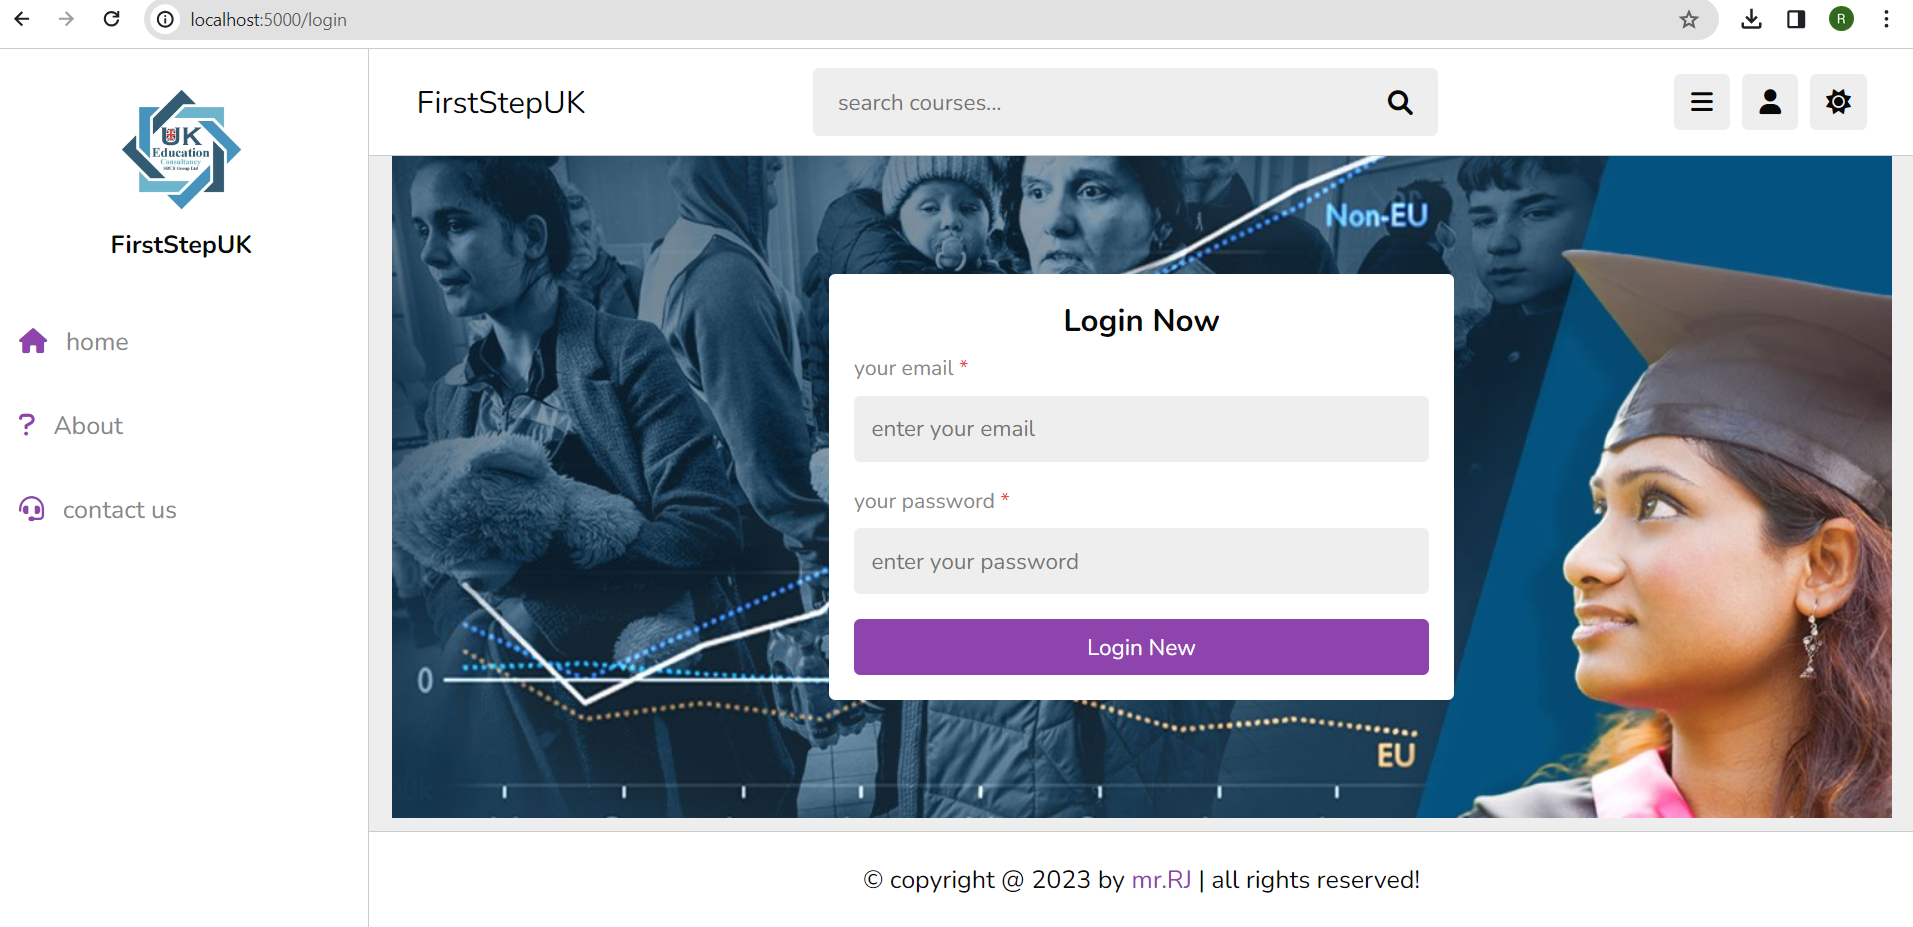 localhost:5000/login
R
UK
Education
Consultancy
FirstStepUK
home
? About
contact us
FirstStepUK
search courses...
Non-EU
Login Now
your email *
enter your email
your password *
enter your password
Login New
0
EU
© copyright @ 2023 by mr.RJ | all rights reserved!